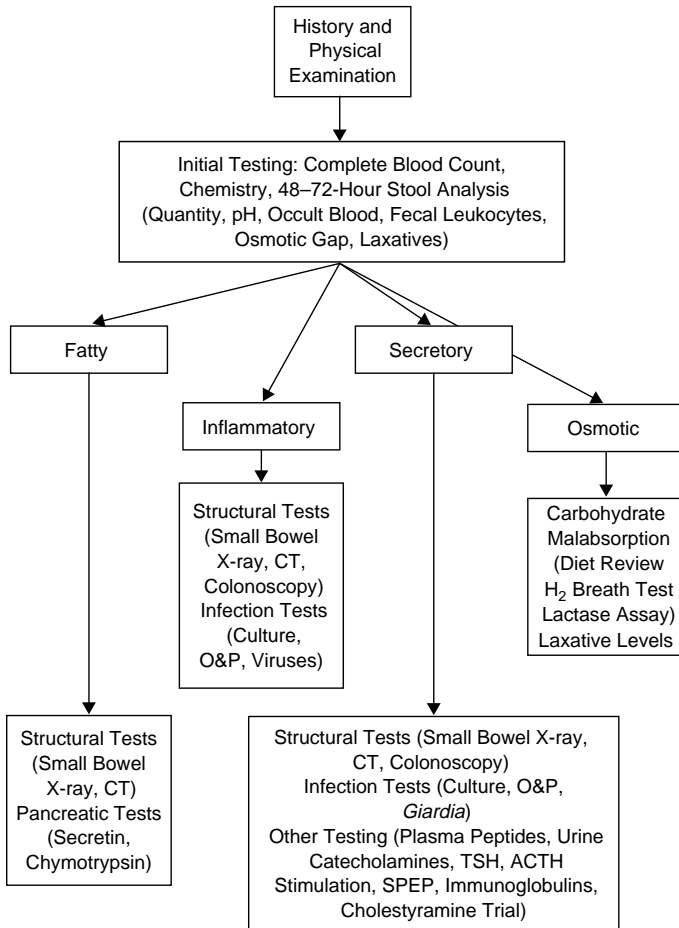 History and
Physical
Examination
Initial Testing: Complete Blood Count,
Chemistry, 48–72-Hour Stool Analysis
(Quantity, pH, Occult Blood, Fecal Leukocytes,
Osmotic Gap, Laxatives)
Fatty
Secretory
Inflammatory
Osmotic
Structural Tests
(Small Bowel
X-ray, CT,
Colonoscopy)
Infection Tests
(Culture,
O&P, Viruses)
Carbohydrate
Malabsorption
(Diet Review
H₂ Breath Test
Lactase Assay)
Laxative Levels
Structural Tests
(Small Bowel
X-ray, CT)
Pancreatic Tests
(Secretin,
Chymotrypsin)
Structural Tests (Small Bowel X-ray,
CT, Colonoscopy)
Infection Tests (Culture, O&P,
Giardia)
Other Testing (Plasma Peptides, Urine
Catecholamines, TSH, ACTH
Stimulation, SPEP, Immunoglobulins,
Cholestyramine Trial)